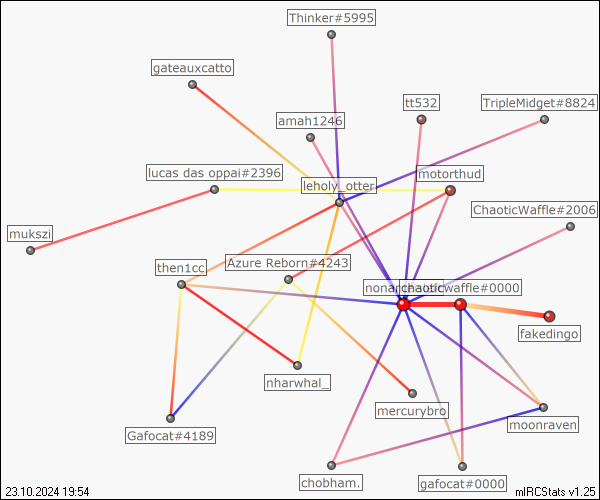 Thinker#5995
gateauxcatto
tt532
TripleMidget#8824
amah1246
lucas das oppai#2396
motorthud
leholy_otter
ChaoticWaffle#2006
mukszi
Azure Reborn#4243
then1cc
chaoticwaffle#0000
fakedingo
nharwhal_
mercurybro
moonraven
Gafocat#4189
chobham.
gafocat#0000
23.10.2024 19:54
mIRCStats v1.25